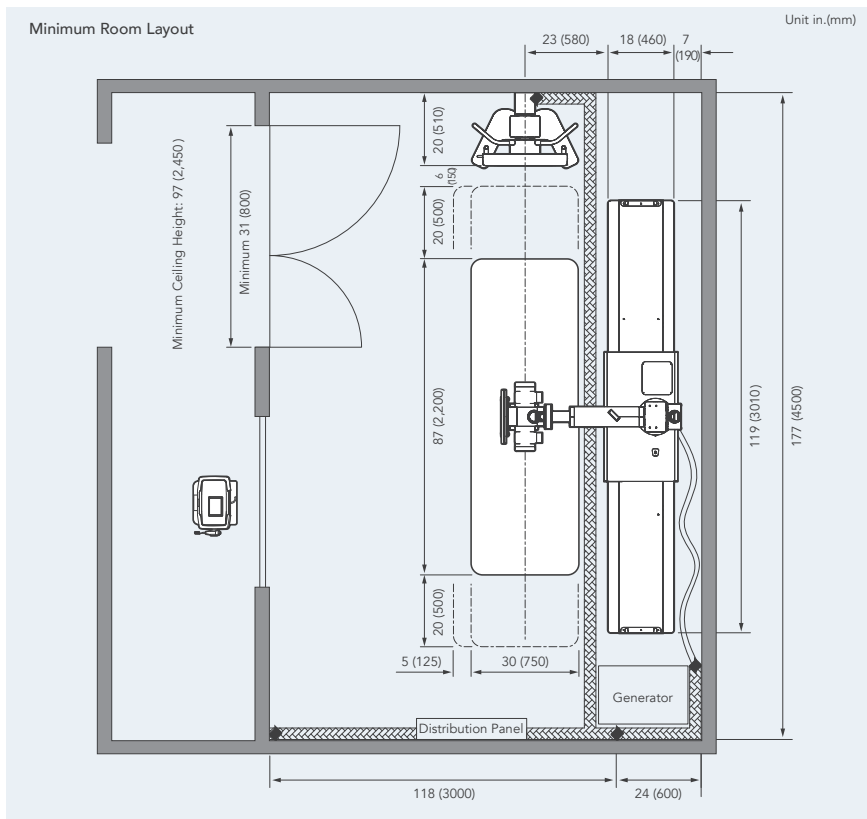 Minimum Room Layout
Unit in.(mm)
23 (580)
18 (460)
7
(190)
Minimum Ceiling Height: 97 (2,450)
Minimum 31 (800)
20 (510)
6
(150)
20 (500)
87 (2,200)
20 (500)
119 (3010)
177 (4500)
5 (125)
30 (750)
Generator
Distribution Panel
118 (3000)
24 (600)